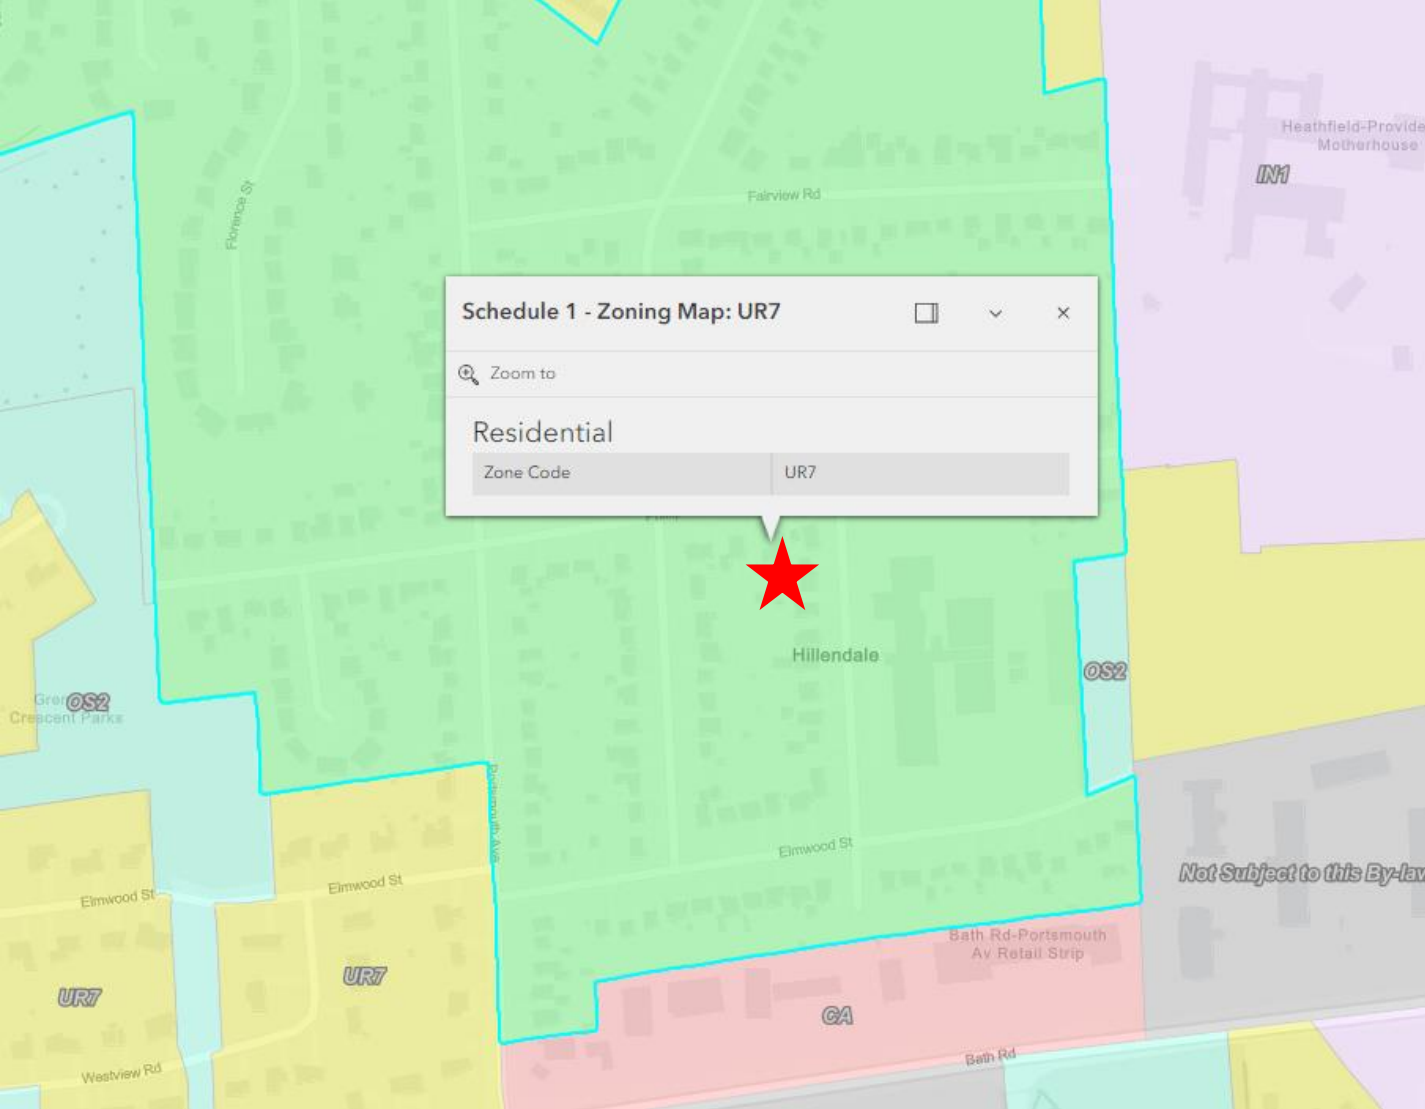 Heathfield-Provide
Motherhouse
IN1
Fairview Rd
Florence St
Schedule 1 - Zoning Map: UR7
Zoom to
Residential
Zone Code UR7
Hillendale
OS2
OS2
Crescent Parks
Portsmouth Ave
Elmwood St
Not Subject to this By-law
Elmwood St
Elmwood St
Bath Rd-Portsmouth
Av Retail Strip
UR7
UR7
CA
Bath Rd
Westview Rd